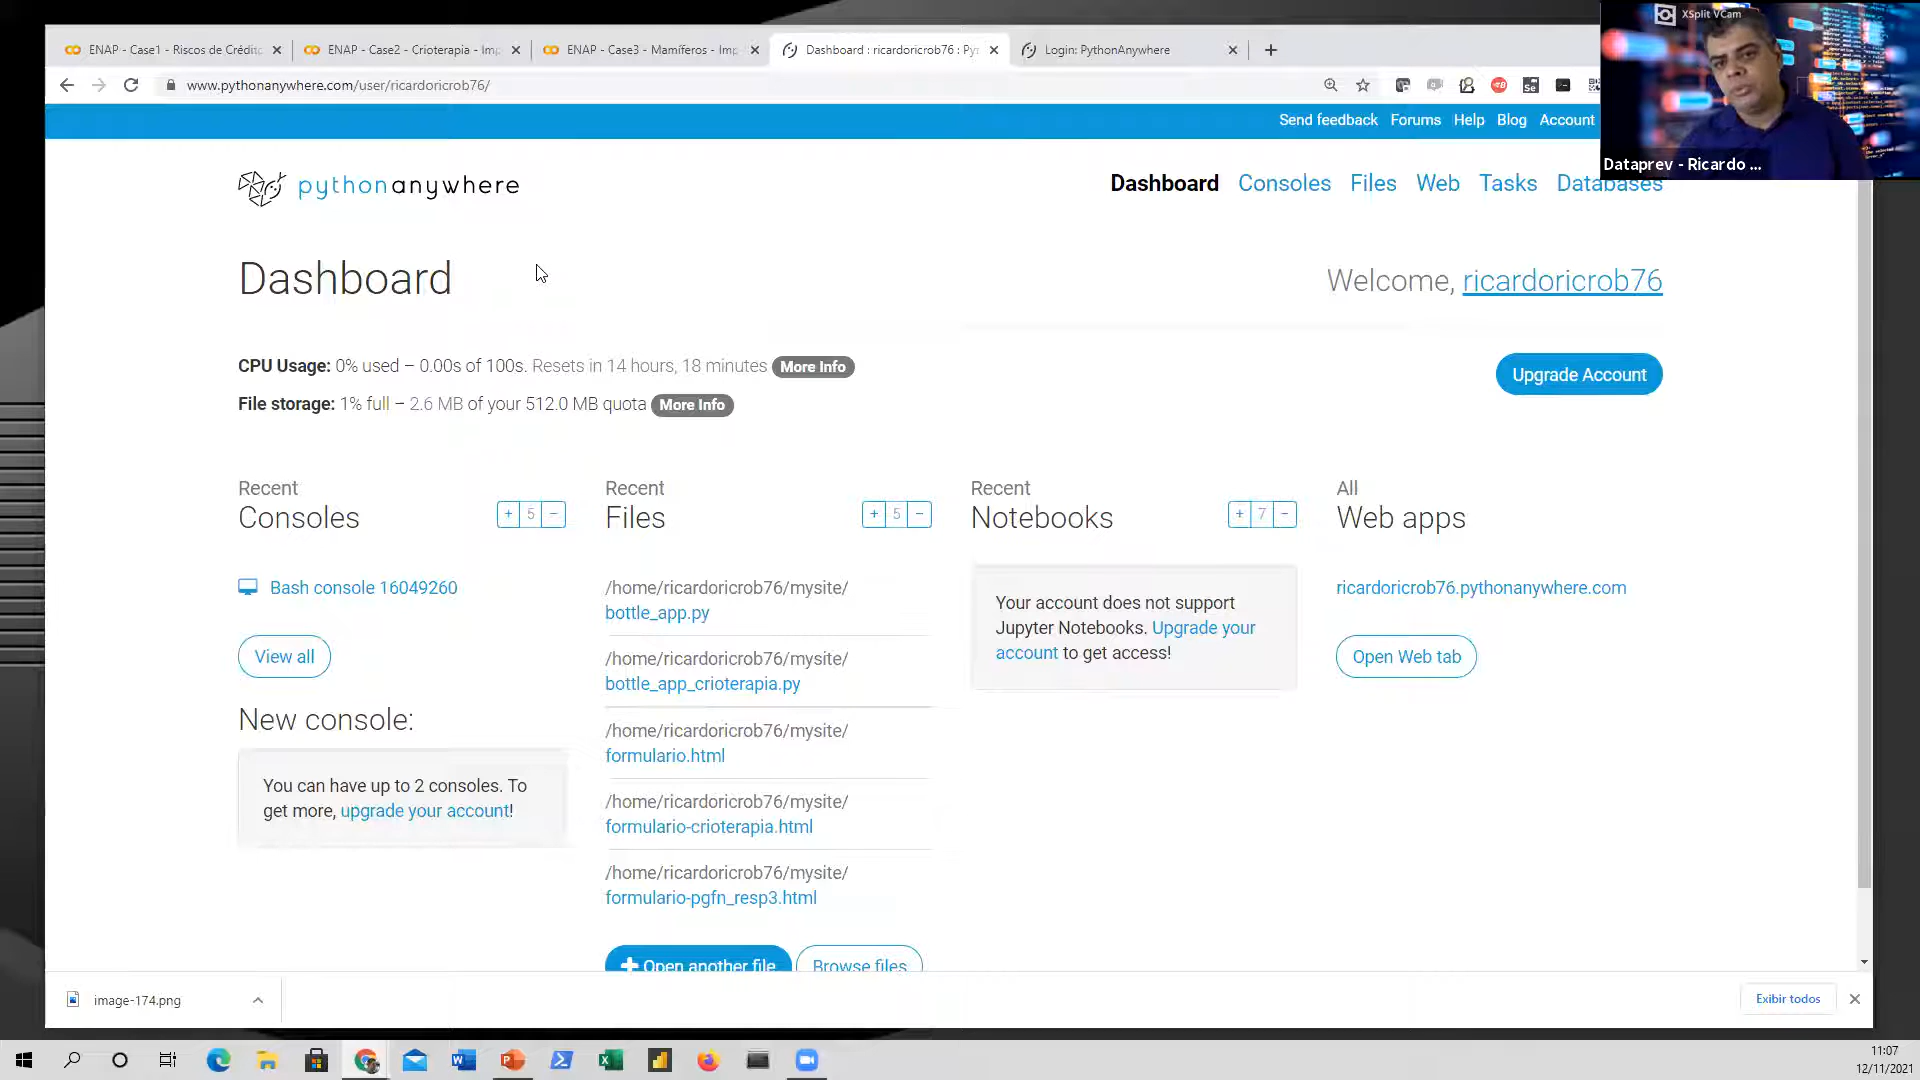 ENAP - Case1 - Riscos de Crédito
ENAP - Case2 - Crioterapia - Imp
ENAP - Case3 - Mamíferos - Imp
Dashboard : ricardoricrob76 : Py
Login: PythonAnywhere
XSplit VCam
www.pythonanywhere.com/user/ricardoricrob76/
Send feedback Forums Help Blog Account
Dataprev - Ricardo ...
pythonanywhere
Dashboard Consoles Files Web Tasks Databases
Dashboard
Welcome, ricardoricrob76
CPU Usage: 0% used – 0.00s of 100s. Resets in 14 hours, 18 minutes More Info
Upgrade Account
File storage: 1% full – 2.6 MB of your 512.0 MB quota More Info
Recent
Consoles
+ 5 −
Bash console 16049260
View all
New console:
You can have up to 2 consoles. To
get more, upgrade your account!
Recent
Files
+ 5 −
/home/ricardoricrob76/mysite/
bottle_app.py
/home/ricardoricrob76/mysite/
bottle_app_crioterapia.py
/home/ricardoricrob76/mysite/
formulario.html
/home/ricardoricrob76/mysite/
formulario-crioterapia.html
/home/ricardoricrob76/mysite/
formulario-pgfn_resp3.html
+ Open another file
Browse files
Recent
Notebooks
+ 7 −
Your account does not support
Jupyter Notebooks. Upgrade your
account to get access!
All
Web apps
ricardoricrob76.pythonanywhere.com
Open Web tab
image-174.png
Exibir todos
11:07
12/11/2021